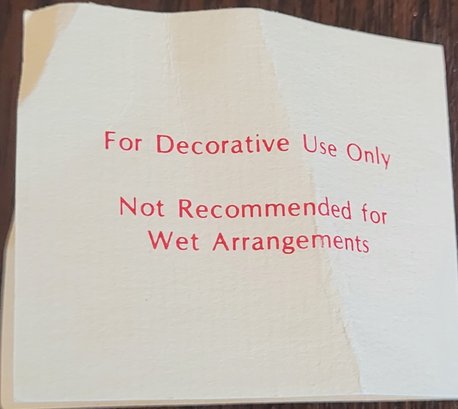 For Decorative Use Only
Not Recommended for
Wet Arrangements